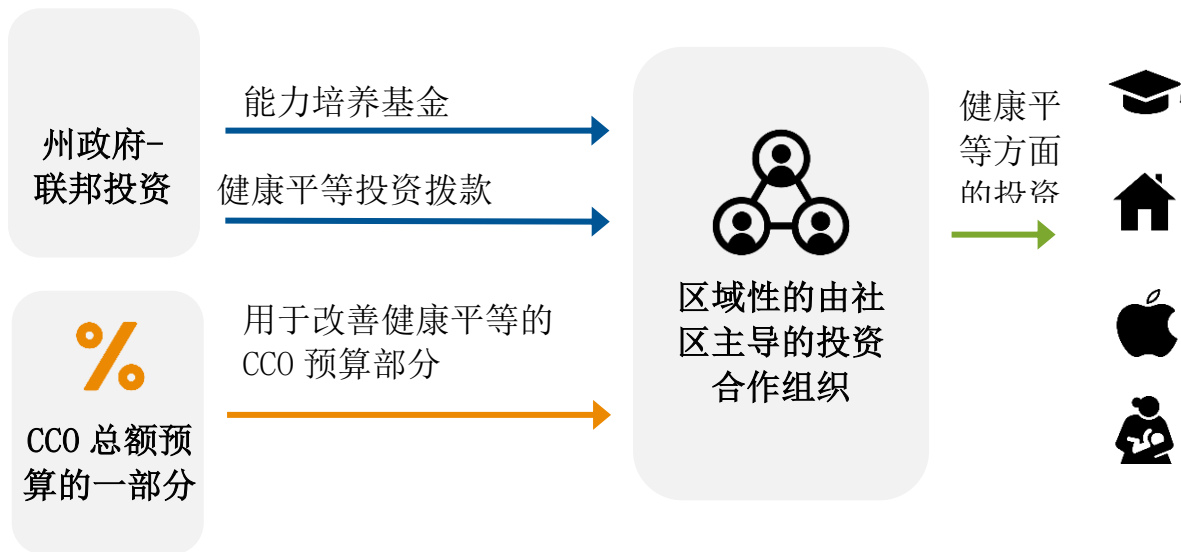 州政府-
联邦投资
能力培养基金
健康平等投资拨款
%
CCO 总额预
算的一部分
用于改善健康平等的
CCO 预算部分
区域性的由社
区主导的投资
合作组织
健康平
等方面
的投资